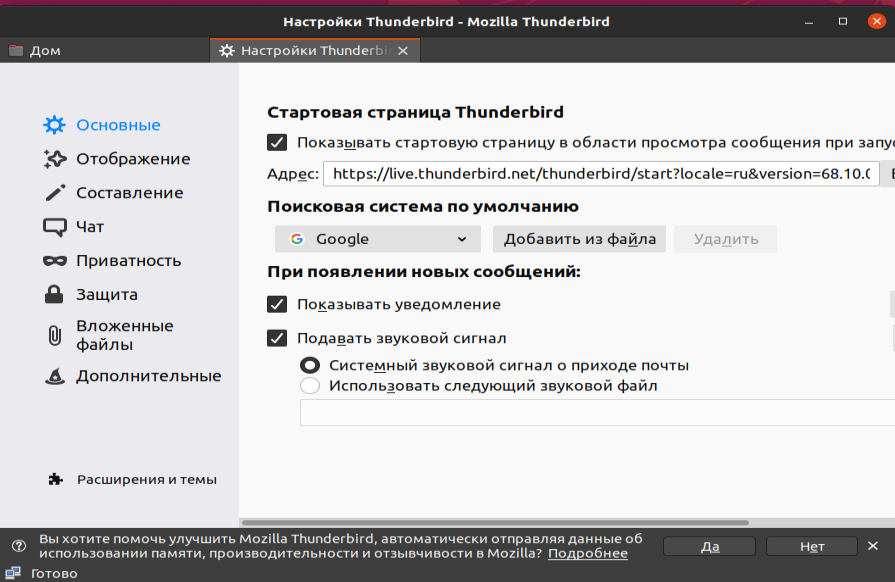 Настройки Thunderbird - Mozilla Thunderbird
Дом
Настройки Thunderbi
Основные
Отображение
Составление
Чат
Приватность
Защита
Вложенные
файлы
Дополнительные
Расширения и темы
Стартовая страница Thunderbird
Показывать стартовую страницу в области просмотра сообщения при запус
Адрес: https://live.thunderbird.net/thunderbird/start?locale=ru&version=68.10.0
Поисковая система по умолчанию
Google
Добавить из файла
Удалить
При появлении новых сообщений:
Показывать уведомление
Подавать звуковой сигнал
Системный звуковой сигнал о приходе почты
Использовать следующий звуковой файл
Вы хотите помочь улучшить Mozilla Thunderbird, автоматически отправляя данные об
использовании памяти, производительности и отзывчивости в Mozilla? Подробнее
Да
Нет
Готово